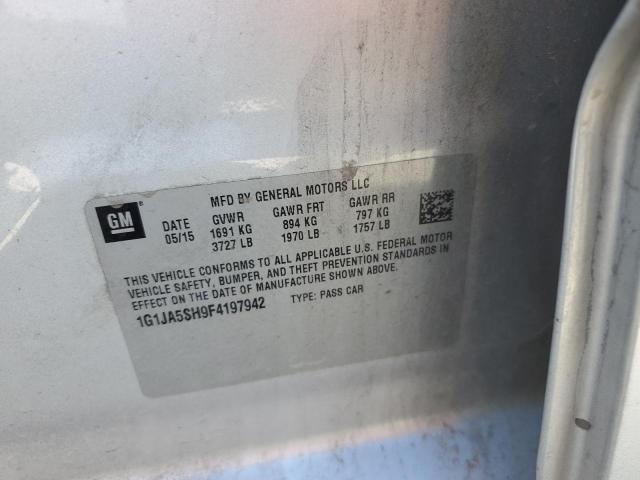 MFD BY GENERAL MOTORS LLC
GM
DATE GVWR GAWR FRT GAWR RR
05/15 1691 KG 894 KG 797 KG
3727 LB 1970 LB 1757 LB
THIS VEHICLE CONFORMS TO ALL APPLICABLE U.S. FEDERAL MOTOR
VEHICLE SAFETY, BUMPER, AND THEFT PREVENTION STANDARDS IN
EFFECT ON THE DATE OF MANUFACTURE SHOWN ABOVE.
1G1JA5SH9F4197942 TYPE: PASS CAR